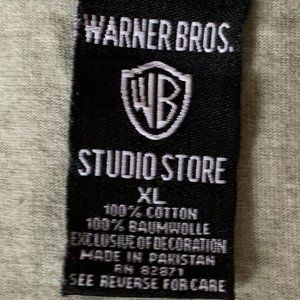 WARNER BROS.
WB
STUDIO STORE
XL
100% COTTON
100% BAUMWOLLE
EXCLUSIVE OF DECORATION
MADE IN PAKISTAN
RN 82871
SEE REVERSE FOR CARE